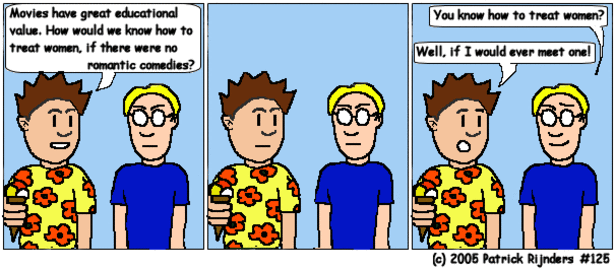 Movies have great educational
value. How would we know how to
treat women, if there were no
romantic comedies?
You know how to treat women?
Well, if I would ever meet one!
(c) 2005 Patrick Rijnders #125